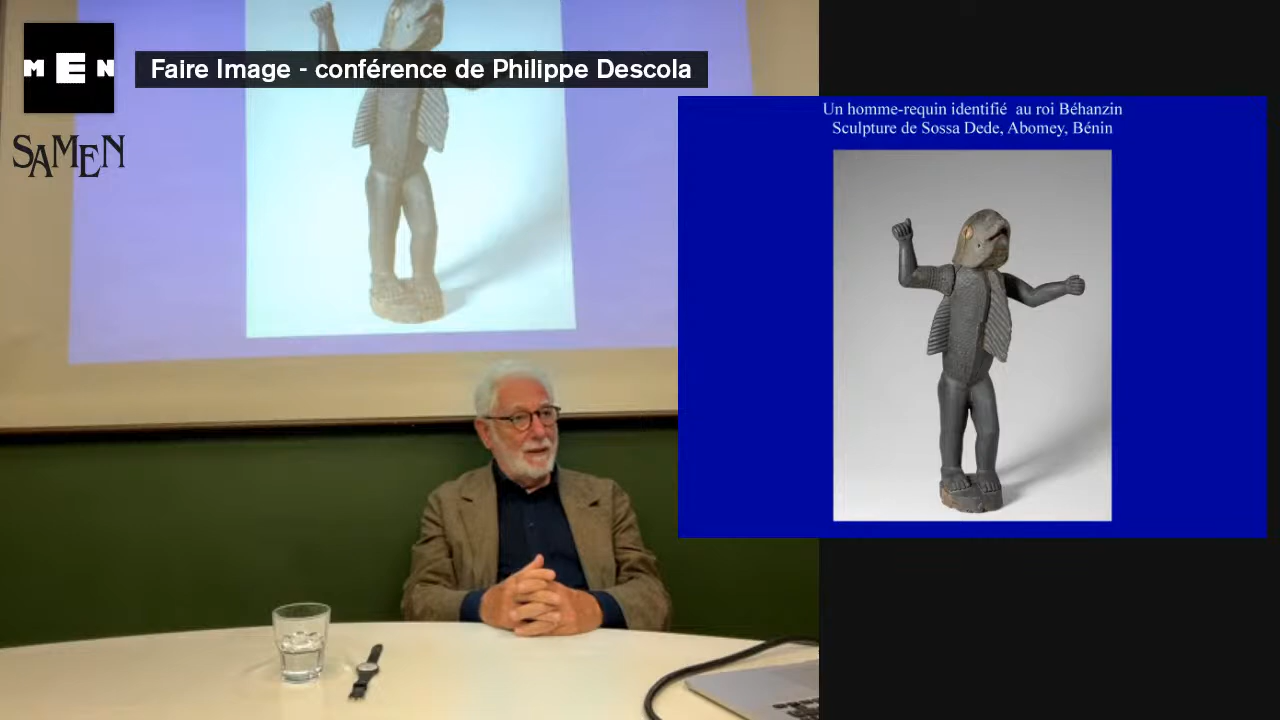 MEN
Faire Image - conférence de Philippe Descola
SAMEN
Un homme-requin identifié au roi Béhanzin
Sculpture de Sossa Dede, Abomey, Bénin